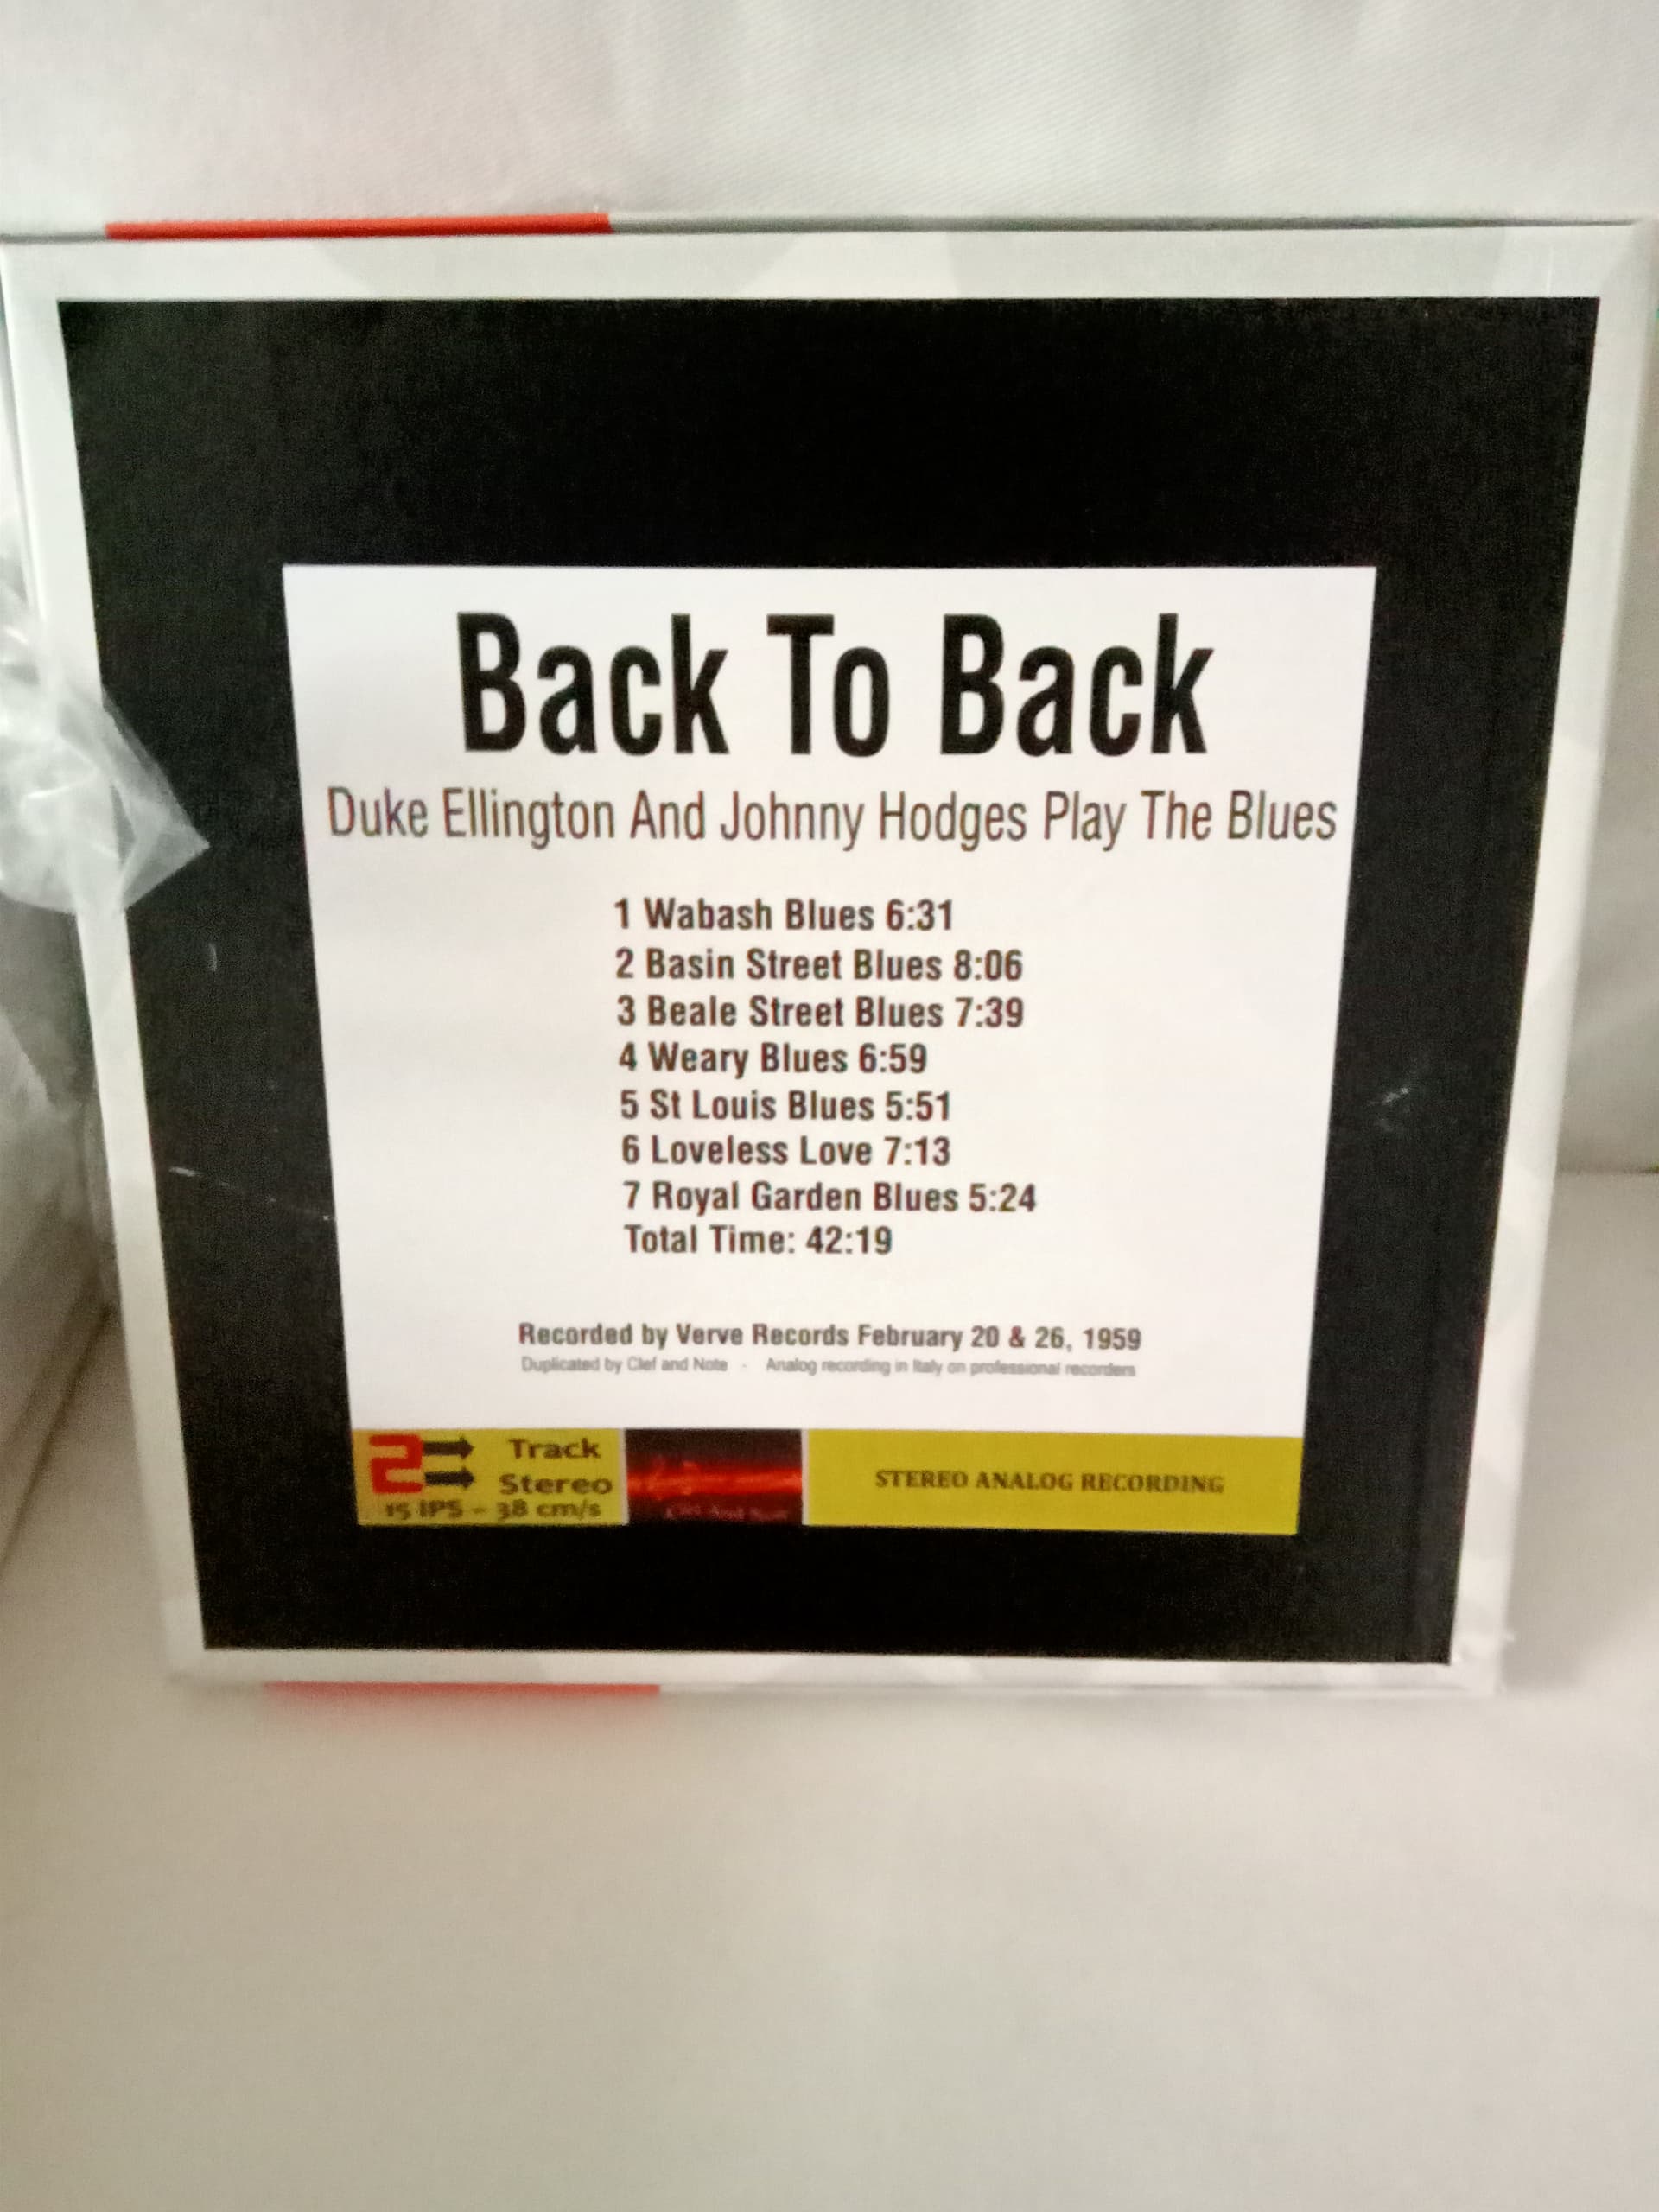 Back To Back
Duke Ellington And Johnny Hodges Play The Blues
1 Wabash Blues 6:31
2 Basin Street Blues 8:06
3 Beale Street Blues 7:39
4 Weary Blues 6:59
5 St Louis Blues 5:51
6 Loveless Love 7:13
7 Royal Garden Blues 5:24
Total Time: 42:19
Recorded by Verve Records February 20 & 26, 1959
Duplicated by Clef and Note - Analog recording in Italy on professional recorders
2 Track
Stereo
15 IPS - 38 cm/s
Clef And Note
STEREO ANALOG RECORDING